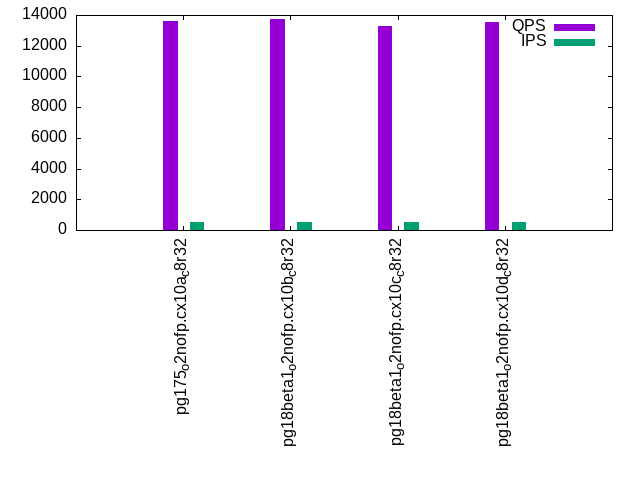 14000
12000
10000
8000
6000
4000
2000
0
QPS
IPS
pg175o2nofp.cx10ac8r32
pg18beta1o2nofp.cx10bc8r32
pg18beta1o2nofp.cx10cc8r32
pg18beta1o2nofp.cx10dc8r32